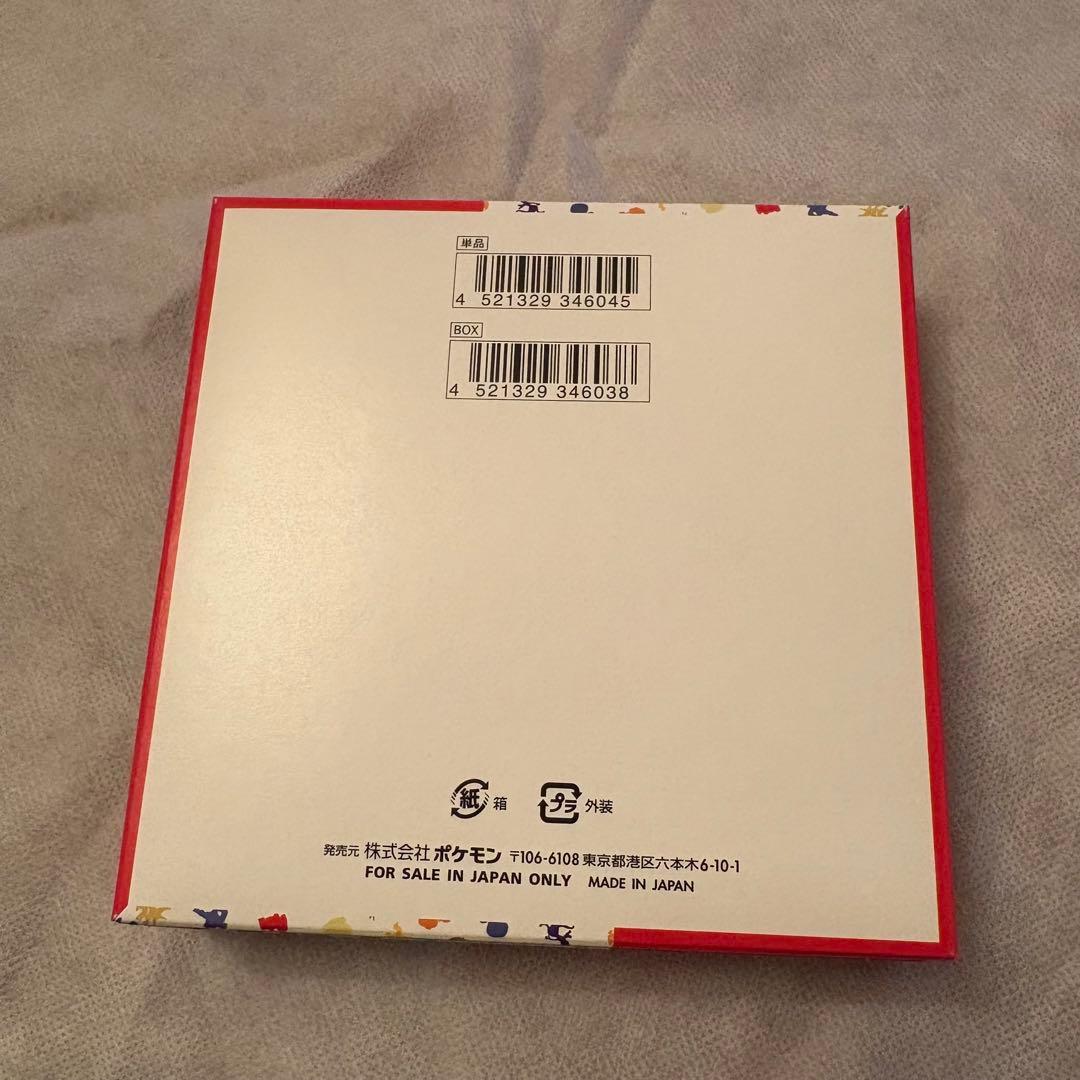 単品
4 521329 346045
BOX
4 521329 346038
紙 箱 プラ 外装
発売元 株式会社ポケモン 〒106-6108 東京都港区六本木6-10-1
FOR SALE IN JAPAN ONLY MADE IN JAPAN